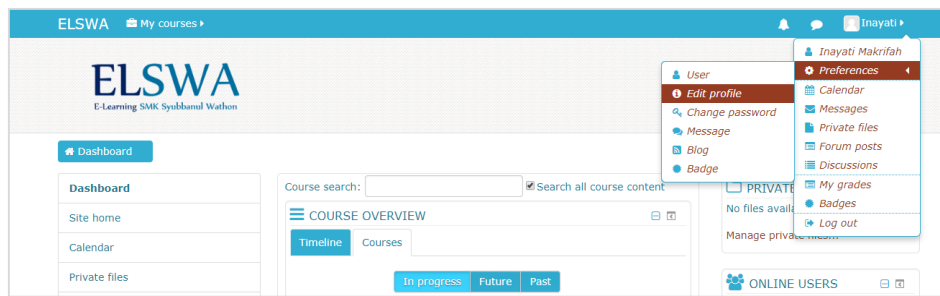 ELSWA My courses Inayati
ELSWA
E-Learning SMK Syubbanul Wathon
Inayati Makrifah
Preferences
Calendar
Messages
Private files
Forum posts
Discussions
My grades
Badges
Log out
User
Edit profile
Change password
Message
Blog
Badge
Dashboard
Dashboard
Site home
Calendar
Private files
Course search: Search all course content
COURSE OVERVIEW
Timeline Courses
In progress Future Past
PRIVATE
No files availa
Manage private files...
ONLINE USERS